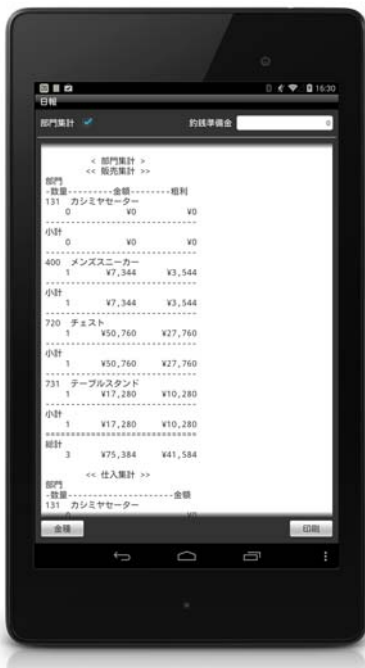 16:30
日報
部門集計 釣銭準備金 0
< 部門集計 >
<< 販売集計 >>
部門
-数量---------金額--------粗利
131 カシミヤセーター
0 ¥0 ¥0
小計
0 ¥0 ¥0
400 メンズスニーカー
1 ¥7,344 ¥3,544
小計
1 ¥7,344 ¥3,544
720 チェスト
1 ¥50,760 ¥27,760
小計
1 ¥50,760 ¥27,760
731 テーブルスタンド
1 ¥17,280 ¥10,280
小計
1 ¥17,280 ¥10,280
総計
3 ¥75,384 ¥41,584
<< 仕入集計 >>
部門
-数量------------------金額
131 カシミヤセーター
金種 印刷